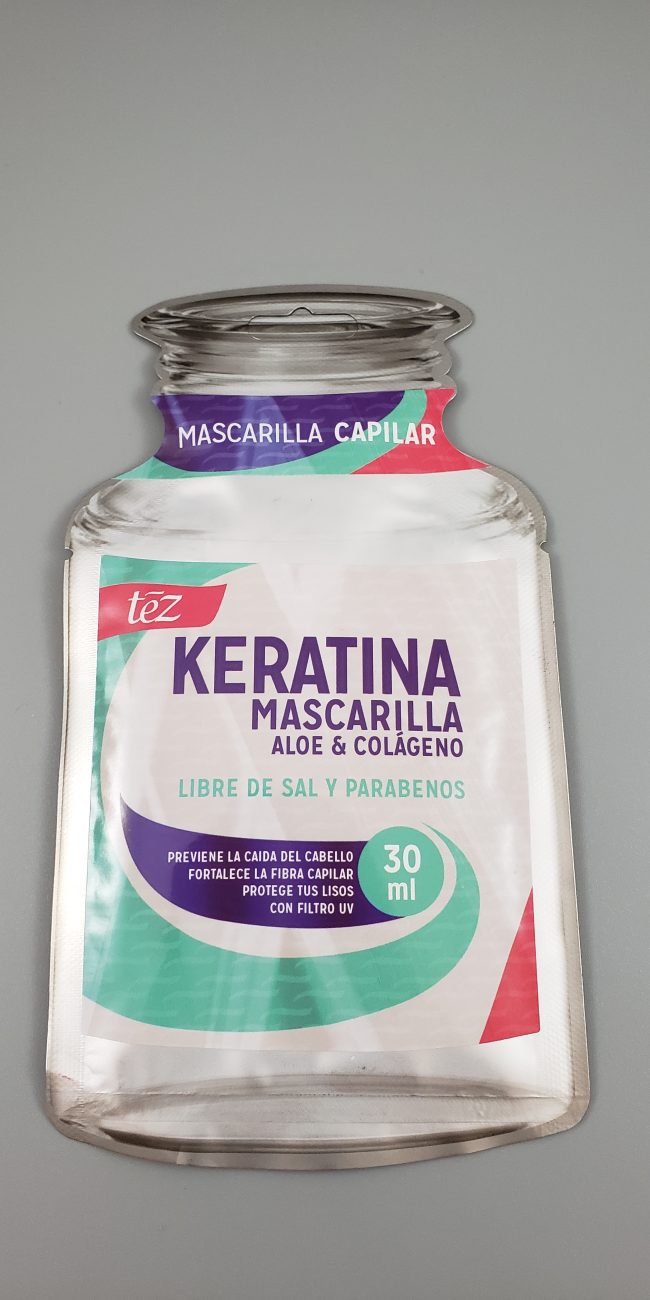 MASCARILLA CAPILAR
tēz
KERATINA
MASCARILLA
ALOE & COLÁGENO
LIBRE DE SAL Y PARABENOS
PREVIENE LA CAIDA DEL CABELLO
FORTALECE LA FIBRA CAPILAR
PROTEGE TUS LISOS
CON FILTRO UV
30
ml